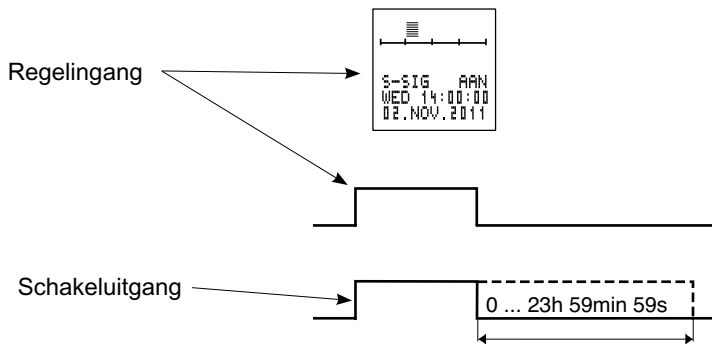 Regelingang
S-SIG AAN
WED 14:00:00
02.NOV.2011
Schakeluitgang
0 ... 23h 59min 59s